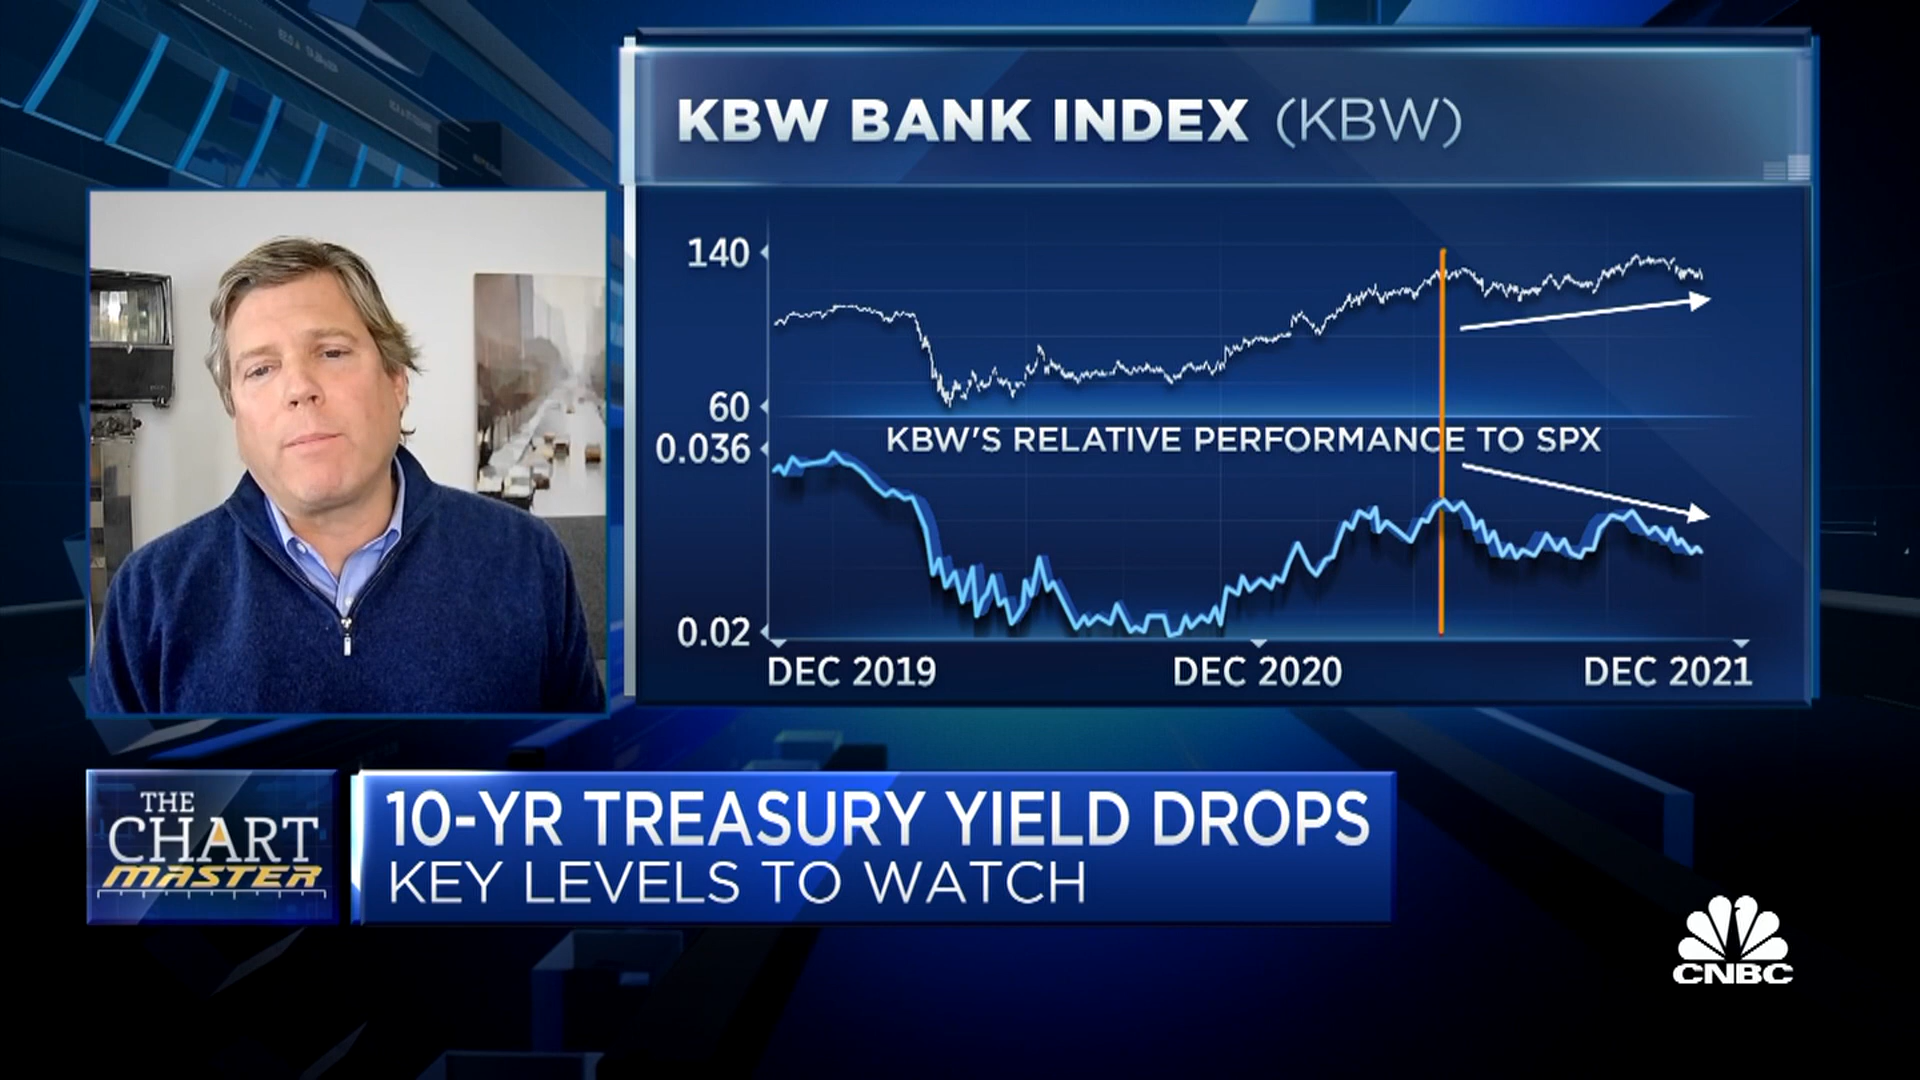 KBW BANK INDEX (KBW)
140
60
0.036
KBW'S RELATIVE PERFORMANCE TO SPX
0.02
DEC 2019
DEC 2020
DEC 2021
THE
CHART
MASTER
10-YR TREASURY YIELD DROPS
KEY LEVELS TO WATCH
CNBC